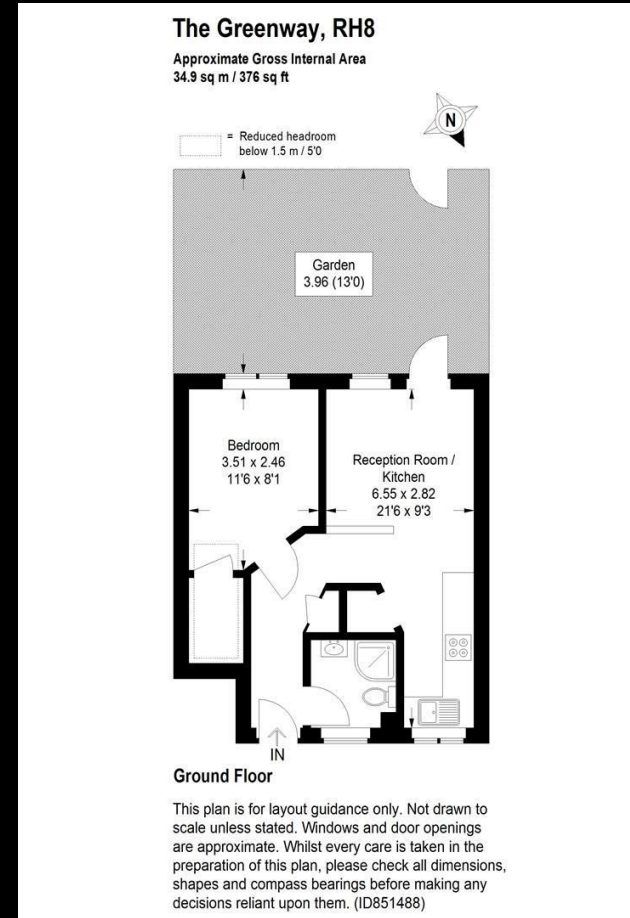 The Greenway, RH8
Approximate Gross Internal Area
34.9 sq m / 376 sq ft
= Reduced headroom
below 1.5 m / 5'0
N
Garden
3.96 (13'0)
Bedroom
3.51 x 2.46
11'6 x 8'1
Reception Room /
Kitchen
6.55 x 2.82
21'6 x 9'3
IN
Ground Floor
This plan is for layout guidance only. Not drawn to
scale unless stated. Windows and door openings
are approximate. Whilst every care is taken in the
preparation of this plan, please check all dimensions,
shapes and compass bearings before making any
decisions reliant upon them. (ID851488)